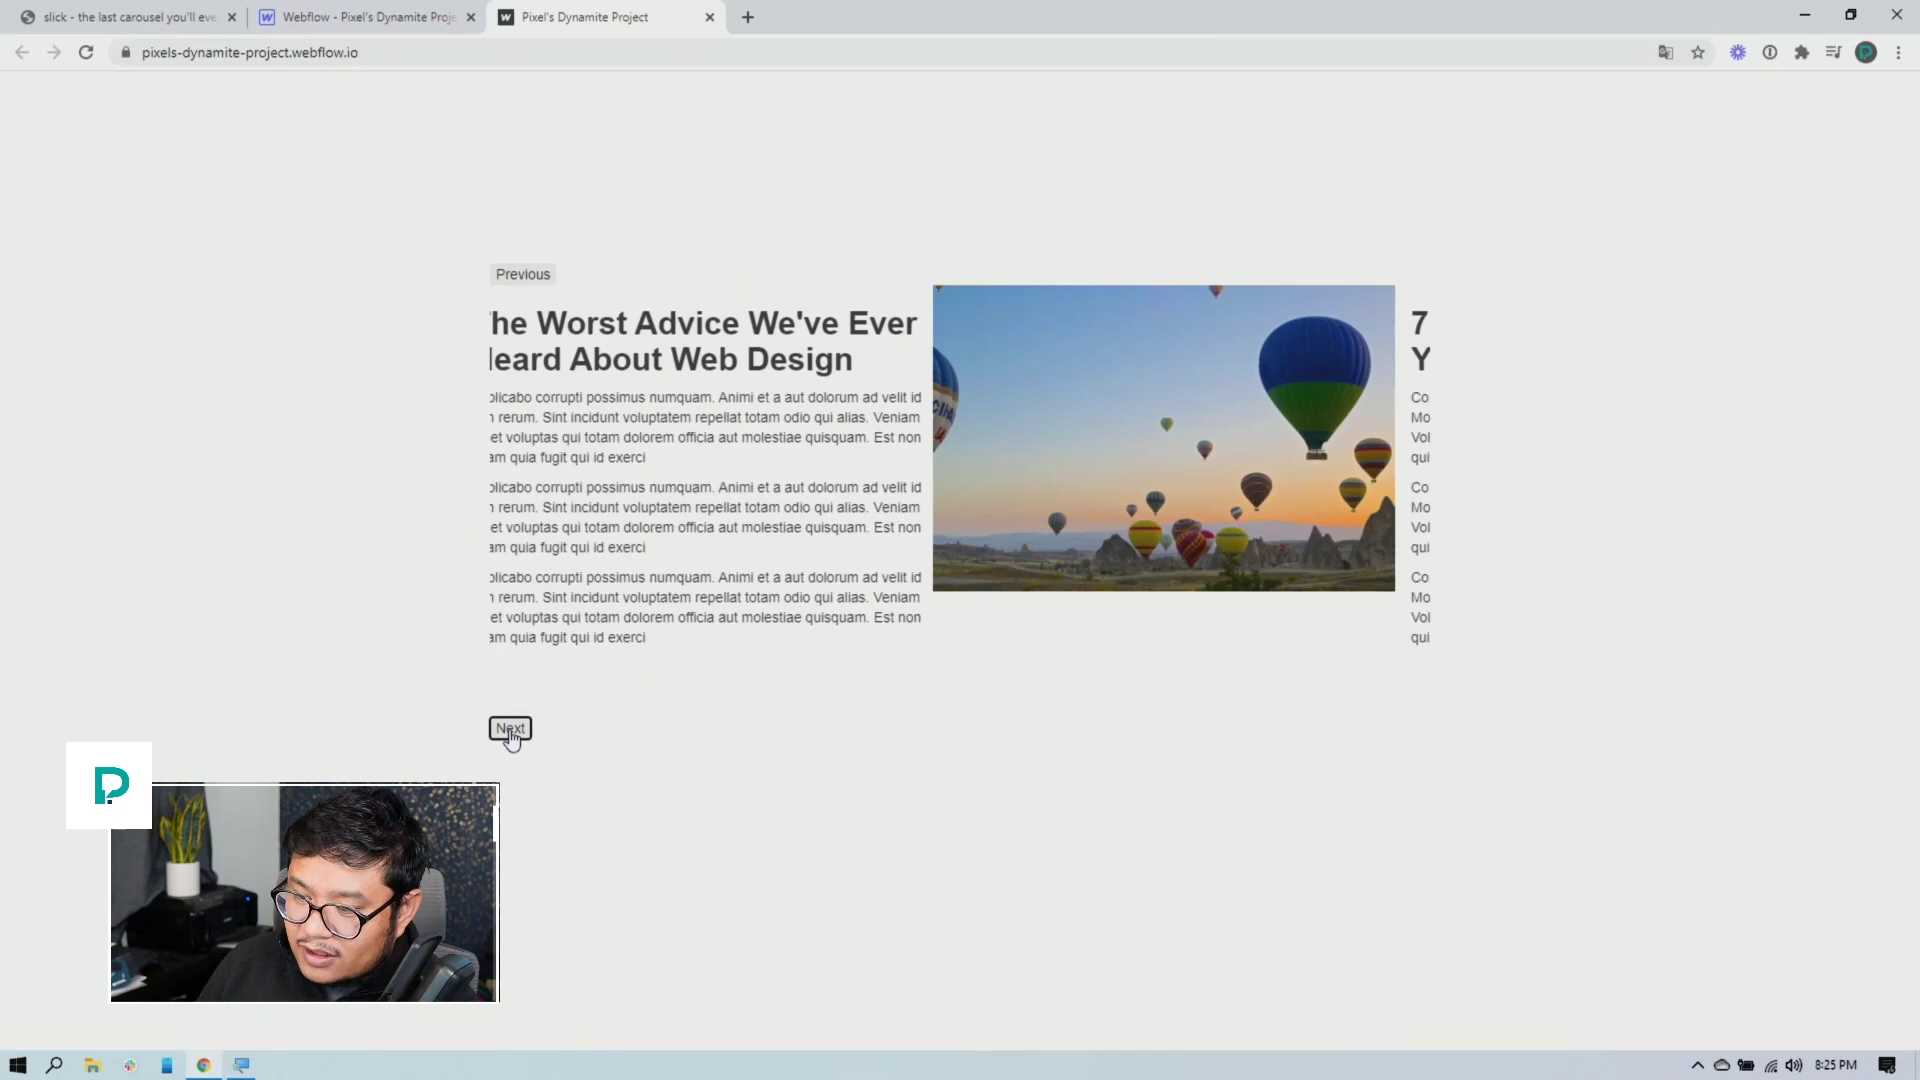 slick - the last carousel you'll eve
Webflow - Pixel's Dynamite Proje
Pixel's Dynamite Project
pixels-dynamite-project.webflow.io
Previous
he Worst Advice We've Ever
eard About Web Design
plicabo corrupti possimus numquam. Animi et a aut dolorum ad velit id
rerum. Sint incidunt voluptatem repellat totam odio qui alias. Veniam
et voluptas qui totam dolorem officia aut molestiae quisquam. Est non
am quia fugit qui id exerci
plicabo corrupti possimus numquam. Animi et a aut dolorum ad velit id
rerum. Sint incidunt voluptatem repellat totam odio qui alias. Veniam
et voluptas qui totam dolorem officia aut molestiae quisquam. Est non
am quia fugit qui id exerci
plicabo corrupti possimus numquam. Animi et a aut dolorum ad velit id
rerum. Sint incidunt voluptatem repellat totam odio qui alias. Veniam
et voluptas qui totam dolorem officia aut molestiae quisquam. Est non
am quia fugit qui id exerci
7
Y
Co
Mo
Vol
qui
Co
Mo
Vol
qui
Co
Mo
Vol
qui
Next
8:25 PM